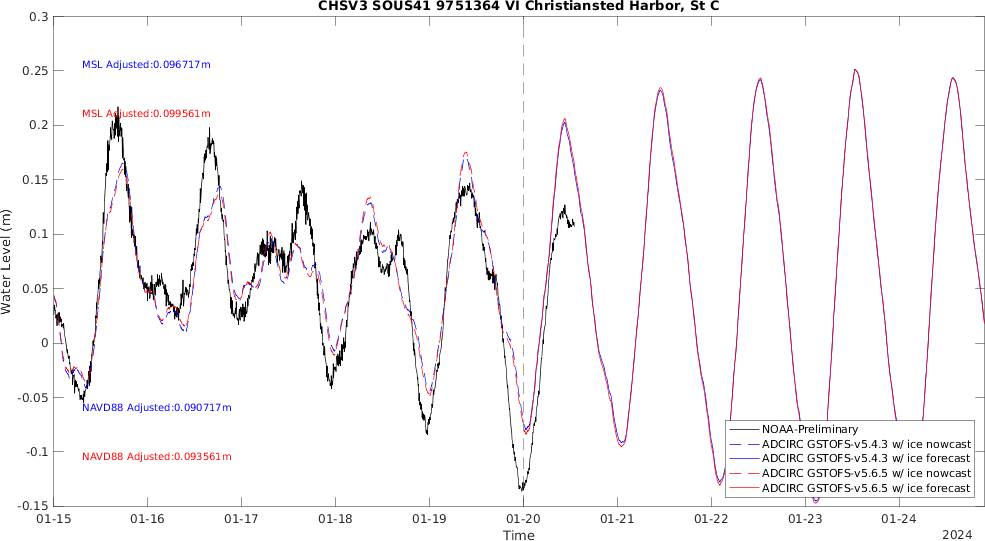 CHSV3 SOUS41 9751364 VI Christiansted Harbor, St C
0.3
0.25
0.2
0.15
0.1
0.05
0
-0.05
-0.1
-0.15
Water Level (m)
MSL Adjusted:0.096717m
MSL Adjusted:0.099561m
NAVD88 Adjusted:0.090717m
NAVD88 Adjusted:0.093561m
NOAA-Preliminary
ADCIRC GSTOFS-v5.4.3 w/ ice nowcast
ADCIRC GSTOFS-v5.4.3 w/ ice forecast
ADCIRC GSTOFS-v5.6.5 w/ ice nowcast
ADCIRC GSTOFS-v5.6.5 w/ ice forecast
01-15 01-16 01-17 01-18 01-19 01-20 01-21 01-22 01-23 01-24
Time
2024